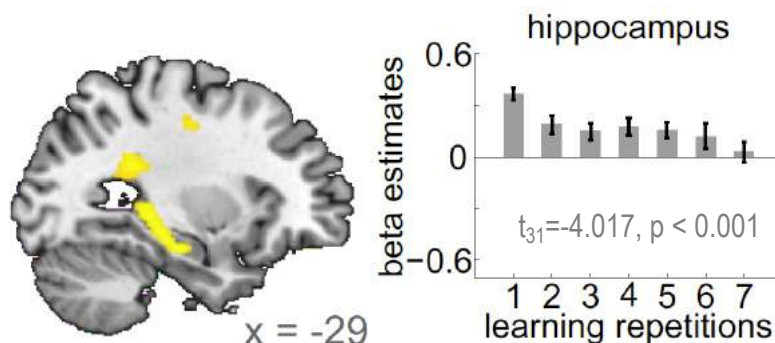 x = -29
hippocampus
beta estimates
0.6
0
−0.6
t31=-4.017, p < 0.001
1 2 3 4 5 6 7
learning repetitions